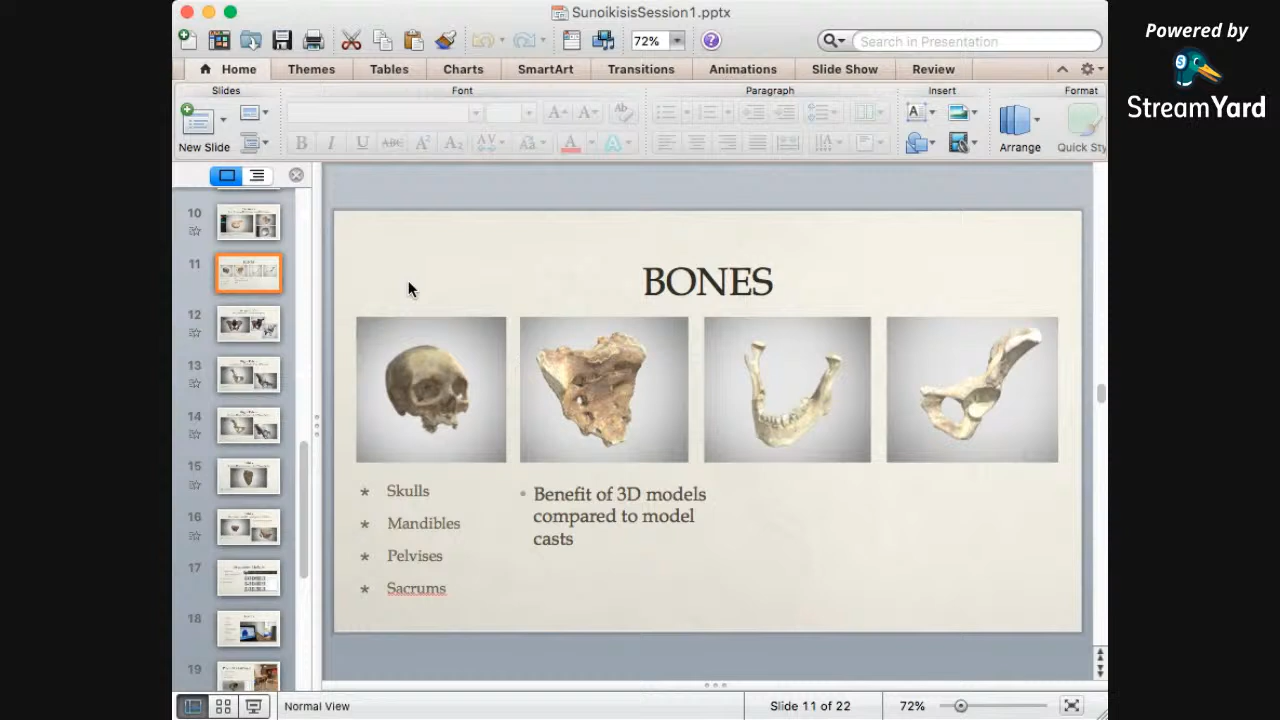 SunoikisisSession1.pptx
Powered by
StreamYard
72%
Search in Presentation
Home
Themes
Tables
Charts
SmartArt
Transitions
Animations
Slide Show
Review
Slides
Font
Paragraph
Insert
Format
New Slide
Arrange
Quick Sty
10
11
12
13
14
15
16
17
18
19
BONES
Skulls
Mandibles
Pelvises
Sacrums
Benefit of 3D models
compared to model
casts
Normal View
Slide 11 of 22
72%